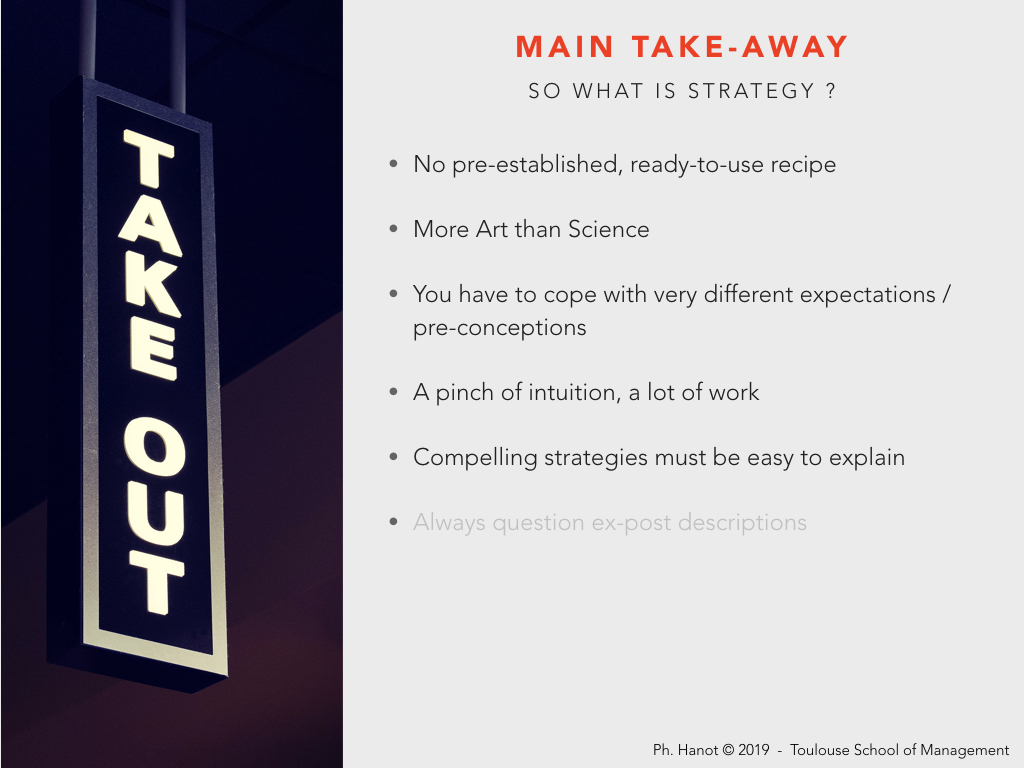 TAKE OUT
MAIN TAKE-AWAY
SO WHAT IS STRATEGY ?
• No pre-established, ready-to-use recipe
• More Art than Science
• You have to cope with very different expectations /
pre-conceptions
• A pinch of intuition, a lot of work
• Compelling strategies must be easy to explain
• Always question ex-post descriptions
Ph. Hanot © 2019 - Toulouse School of Management